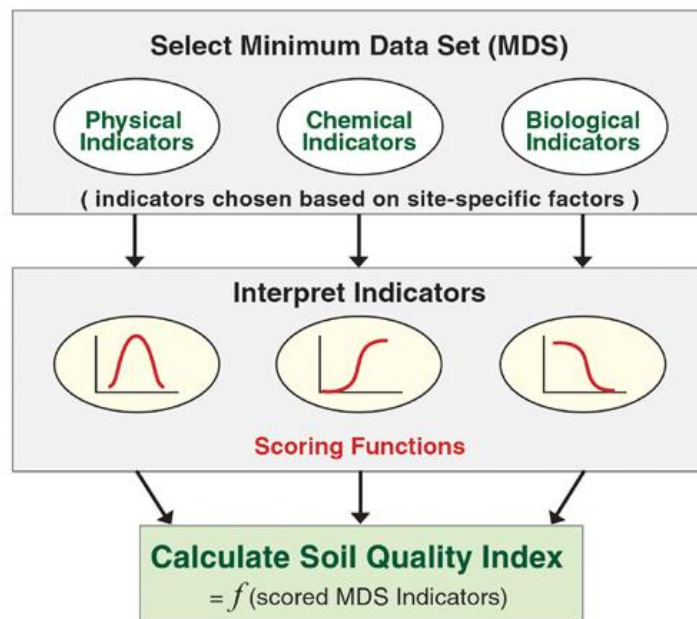 Select Minimum Data Set (MDS)
Physical
Indicators
Chemical
Indicators
Biological
Indicators
( indicators chosen based on site-specific factors )
Interpret Indicators
Scoring Functions
Calculate Soil Quality Index
= f (scored MDS Indicators)